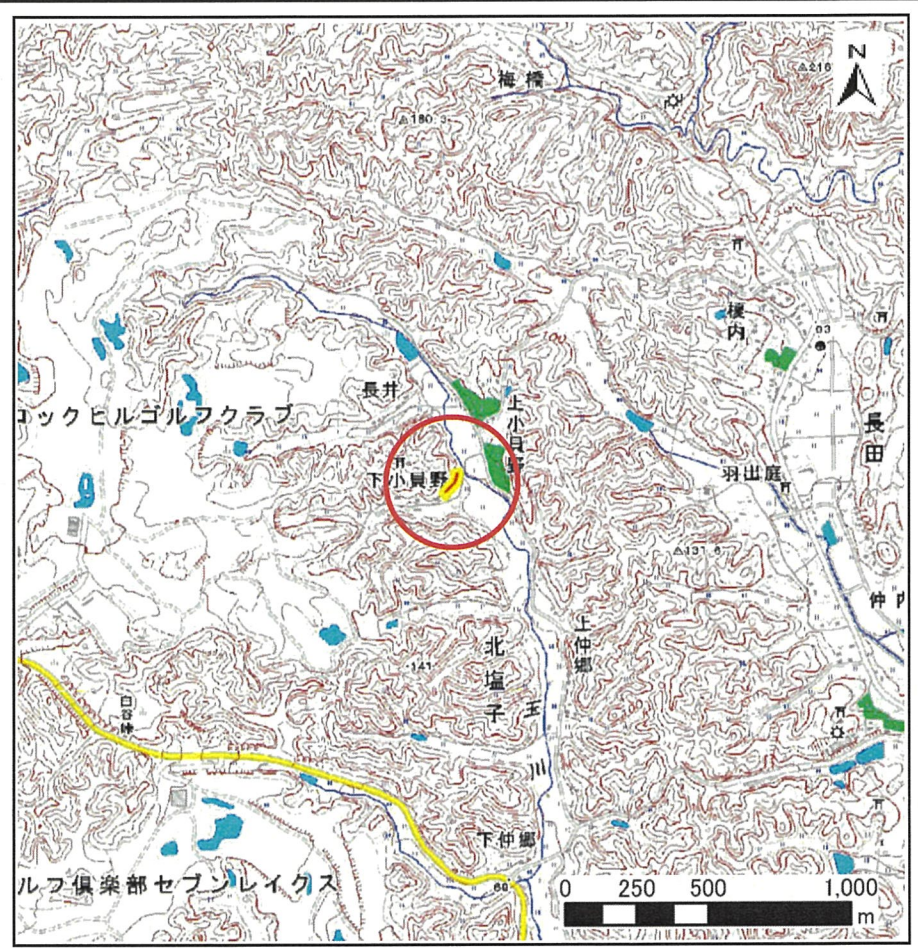 N
梅橋
216
180.3
榎内
63
長井
上小貝野
ロックヒルゴルフクラブ
長田
下小貝野
羽出庭
131.6
仲内
上仲郷
北塩子
141
玉川
下仲郷
ルフ倶楽部セブンレイクス
69
0 250 500 1,000
m